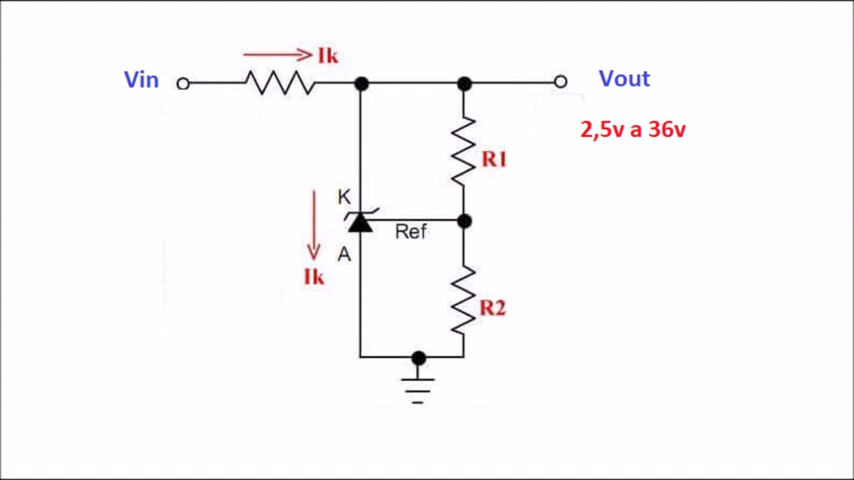 Ik
Vin
Vout
2,5v a 36v
R1
K
Ref
A
Ik
R2